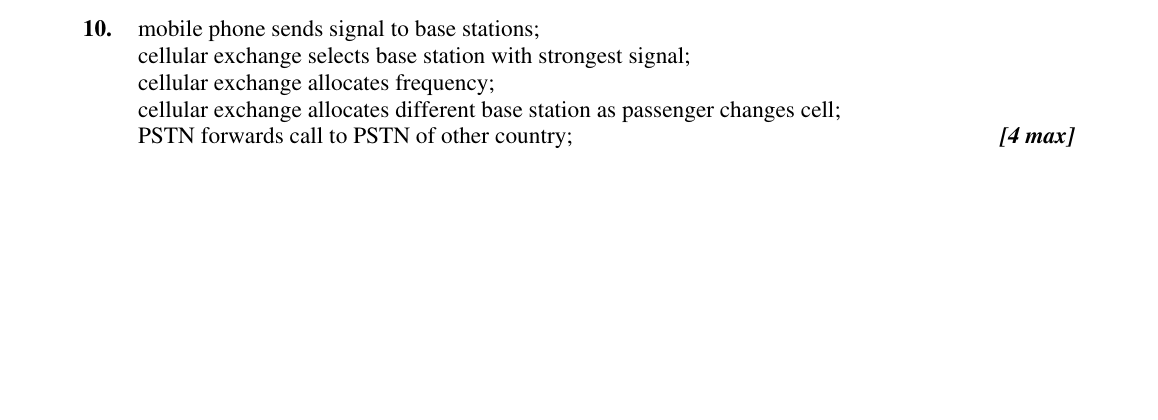 10. mobile phone sends signal to base stations;
cellular exchange selects base station with strongest signal;
cellular exchange allocates frequency;
cellular exchange allocates different base station as passenger changes cell;
PSTN forwards call to PSTN of other country; [4 max]